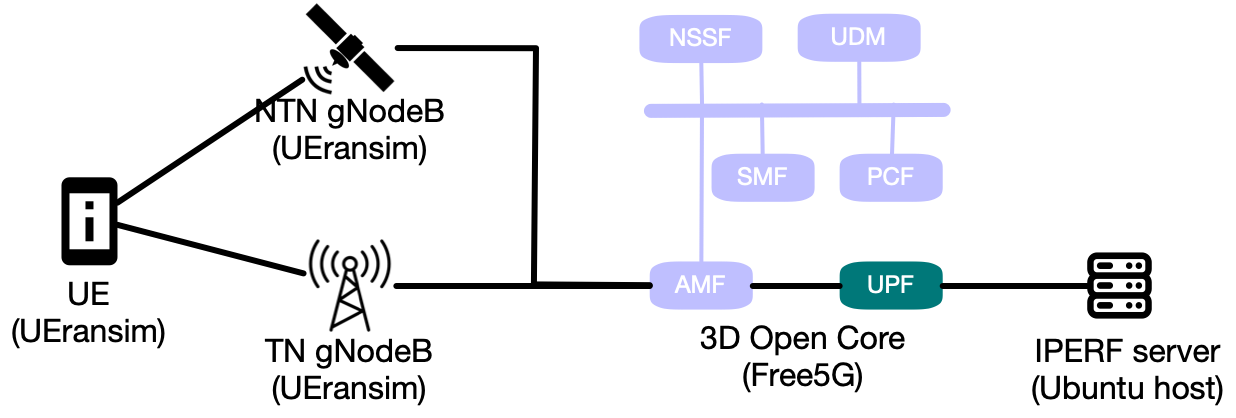 NSSF
UDM
NTN gNodeB
(UEransim)
SMF
PCF
i
UE
(UEransim)
AMF
UPF
TN gNodeB
(UEransim)
3D Open Core
(Free5G)
IPERF server
(Ubuntu host)